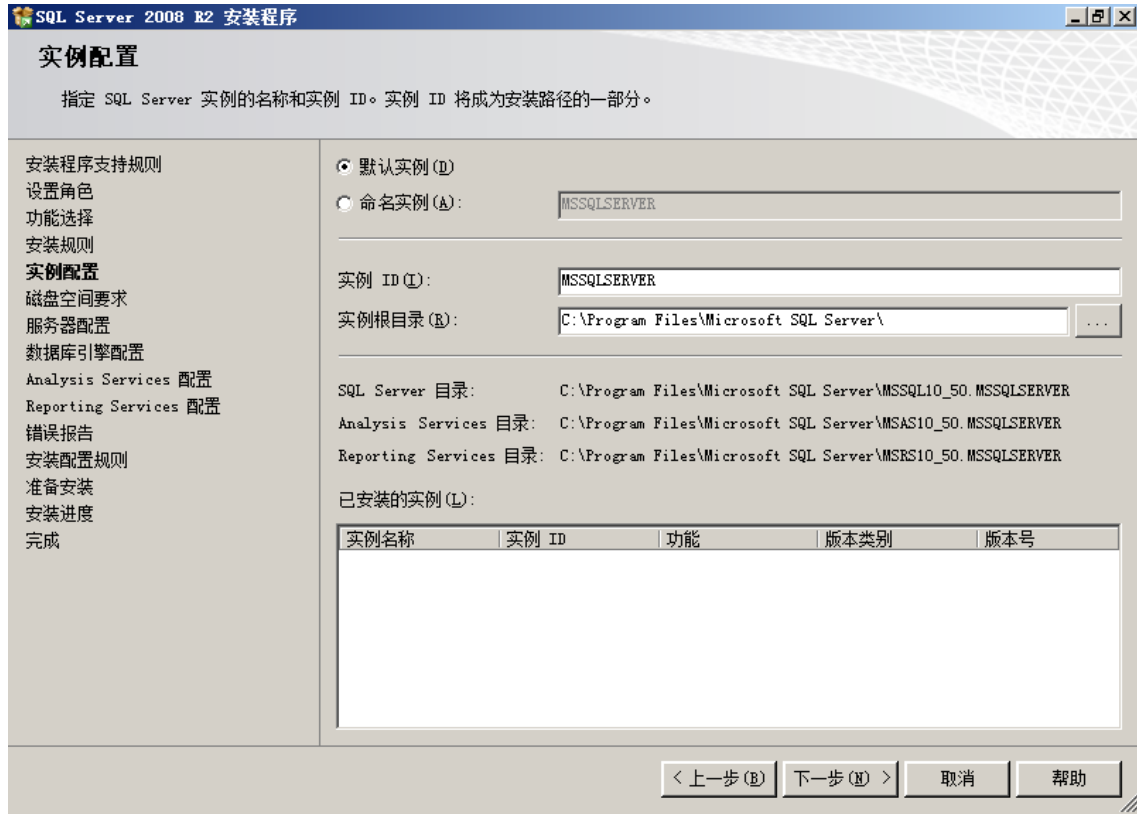 SQL Server 2008 R2 安装程序
实例配置
指定 SQL Server 实例的名称和实例 ID。实例 ID 将成为安装路径的一部分。
安装程序支持规则
设置角色
功能选择
安装规则
实例配置
磁盘空间要求
服务器配置
数据库引擎配置
Analysis Services 配置
Reporting Services 配置
错误报告
安装配置规则
准备安装
安装进度
完成
默认实例(D)
命名实例(A): MSSQLSERVER
实例 ID(I): MSSQLSERVER
实例根目录(R): C:\Program Files\Microsoft SQL Server\ ...
SQL Server 目录: C:\Program Files\Microsoft SQL Server\MSSQL10_50.MSSQLSERVER
Analysis Services 目录: C:\Program Files\Microsoft SQL Server\MSAS10_50.MSSQLSERVER
Reporting Services 目录: C:\Program Files\Microsoft SQL Server\MSRS10_50.MSSQLSERVER
已安装的实例(L):
实例名称 实例 ID 功能 版本类别 版本号
< 上一步(B) 下一步(N) > 取消 帮助